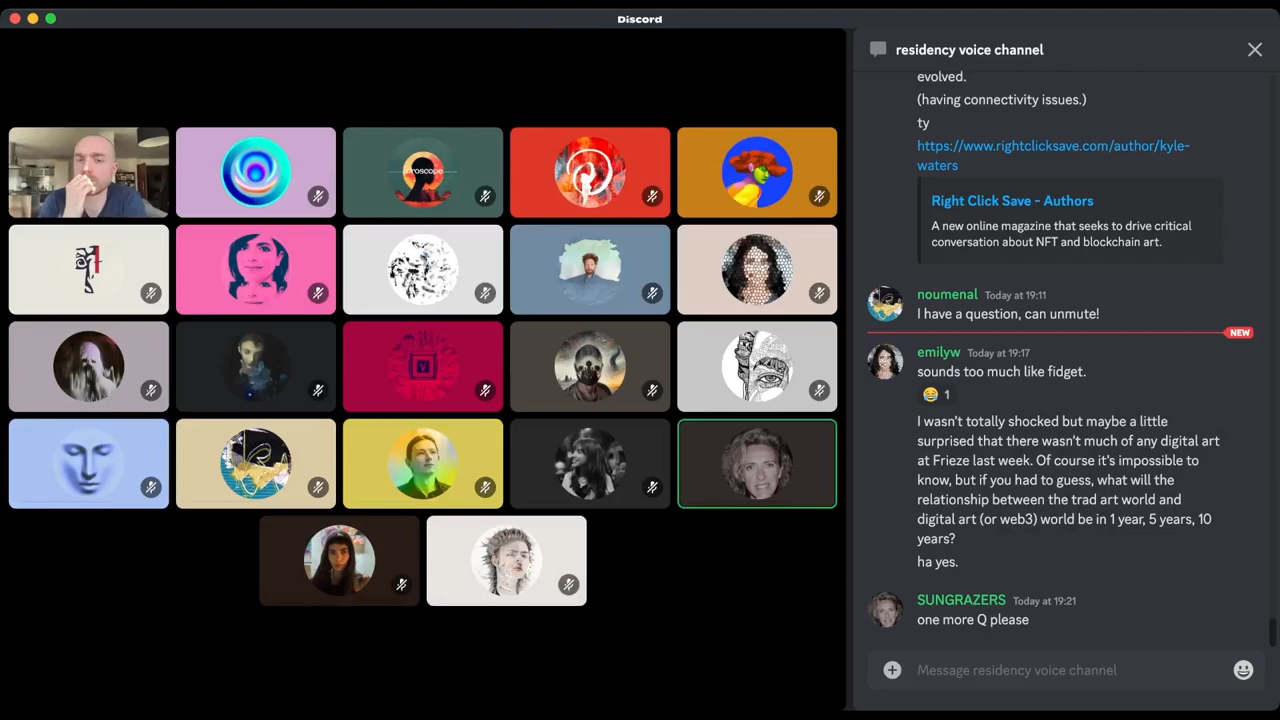 Discord
residency voice channel
evolved.
(having connectivity issues.)
ty
https://www.rightclicksave.com/author/kyle-
waters
Right Click Save - Authors
A new online magazine that seeks to drive critical
conversation about NFT and blockchain art.
noumenal Today at 19:11
I have a question, can unmute!
NEW
emilyw Today at 19:17
sounds too much like fidget.
😂 1
I wasn't totally shocked but maybe a little
surprised that there wasn't much of any digital art
at Frieze last week. Of course it's impossible to
know, but if you had to guess, what will the
relationship between the trad art world and
digital art (or web3) world be in 1 year, 5 years, 10
years?
ha yes.
SUNGRAZERS Today at 19:21
one more Q please
Message residency voice channel